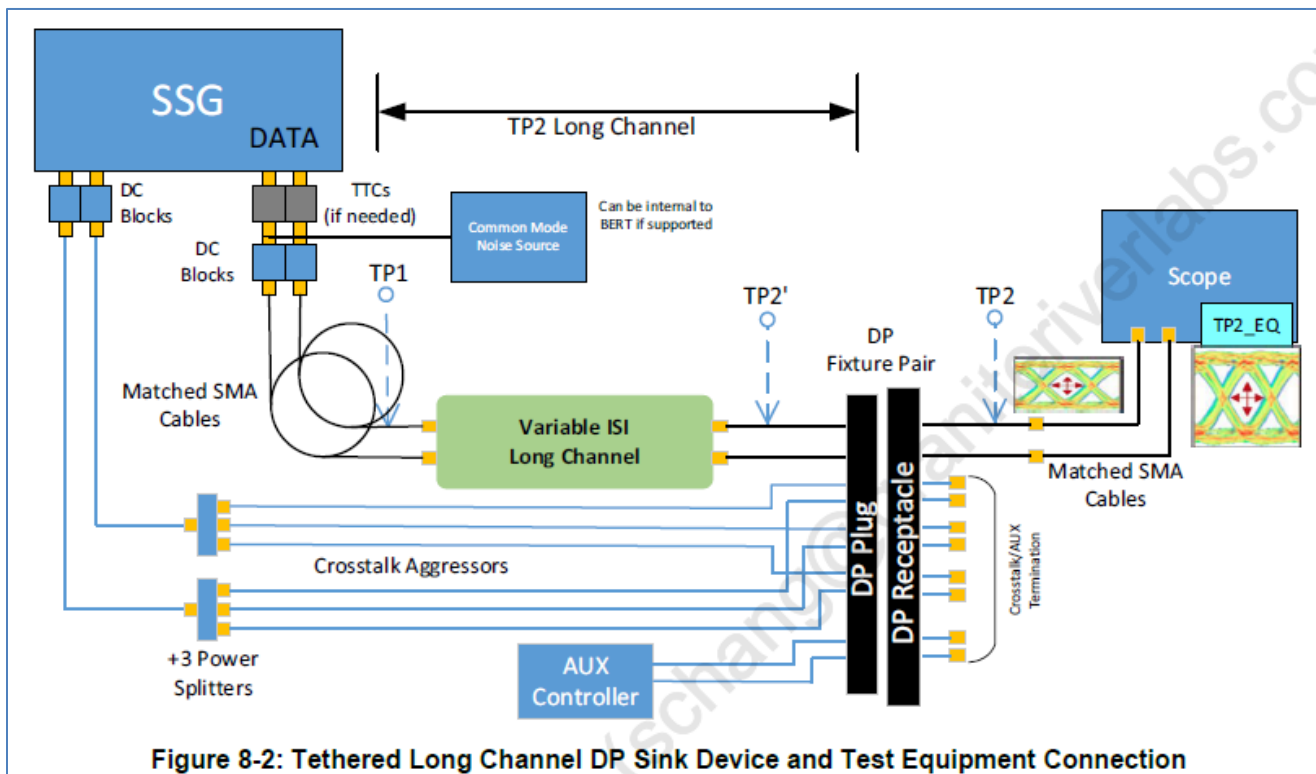 SSG
DATA
TP2 Long Channel
DC
Blocks
TTCs
(if needed)
Common Mode
Noise Source
Can be internal to
BERT if supported
DC
Blocks
TP1
TP2'
TP2
Scope
TP2_EQ
DP
Fixture Pair
Matched SMA
Cables
Variable ISI
Long Channel
Matched SMA
Cables
DP Plug
DP Receptacle
Crosstalk/AUX
Termination
Crosstalk Aggressors
+3 Power
Splitters
AUX
Controller
(schang@granitoriverlabs.co
Figure 8-2: Tethered Long Channel DP Sink Device and Test Equipment Connection